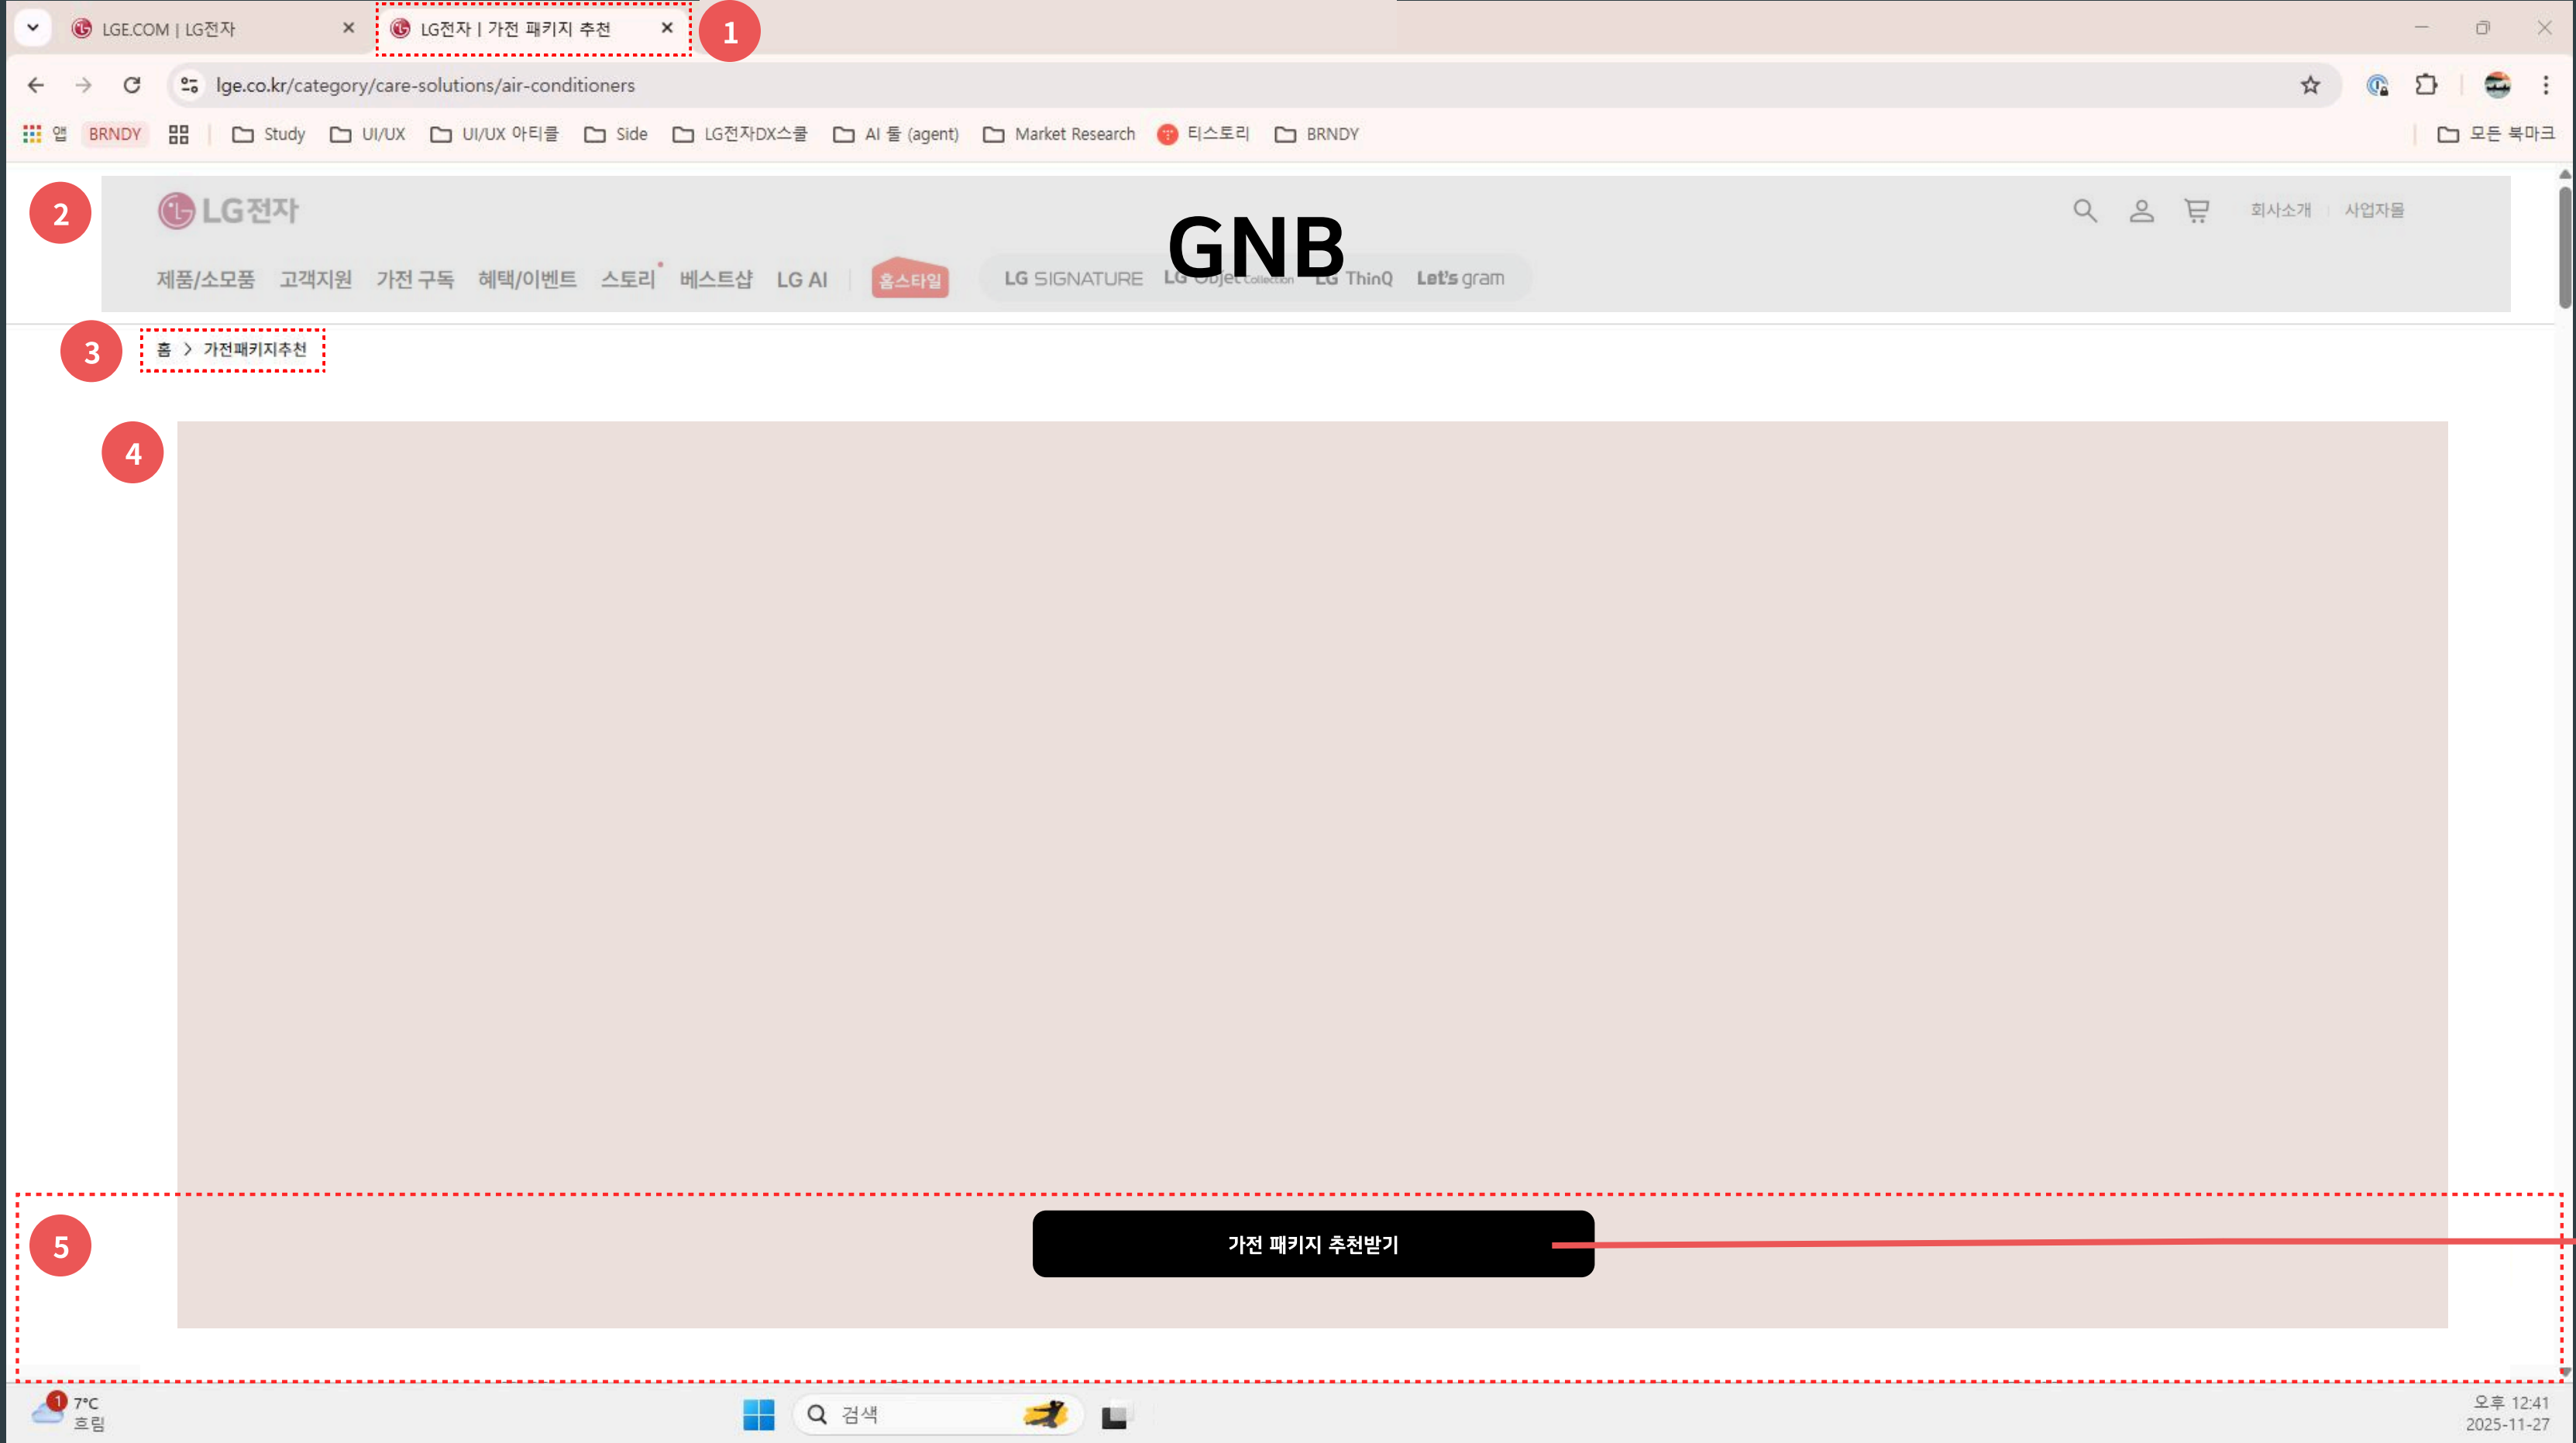 LGE.COM | LG전자
LG전자 | 가전 패키지 추천
1
lge.co.kr/category/care-solutions/air-conditioners
앱
BRNDY
Study
UI/UX
UI/UX 아티클
Side
LG전자DX스쿨
AI 툴 (agent)
Market Research
티스토리
BRNDY
모든 북마크
2
LG전자
GNB
회사소개
사업자몰
제품/소모품
고객지원
가전 구독
혜택/이벤트
스토리
베스트샵
LG AI
홈스타일
LG SIGNATURE
LG Objet Collection
LG ThinQ
Let's gram
3
홈 > 가전패키지추천
4
5
가전 패키지 추천받기
1
7°C
흐림
검색
오후 12:41
2025-11-27